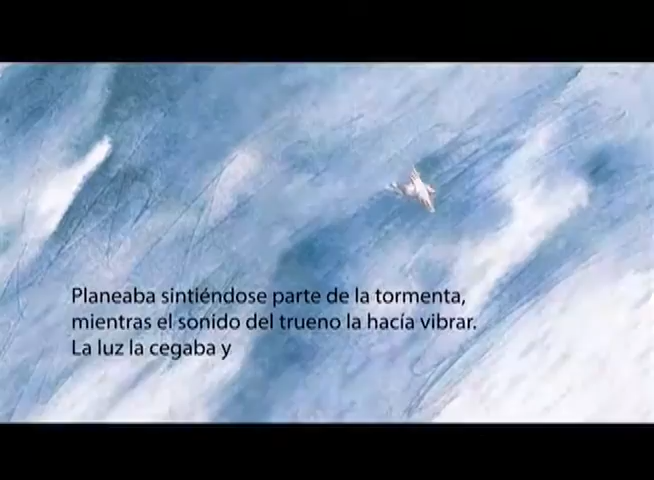 Planeaba sintiéndose parte de la tormenta,
mientras el sonido del trueno la hacía vibrar.
La luz la cegaba y